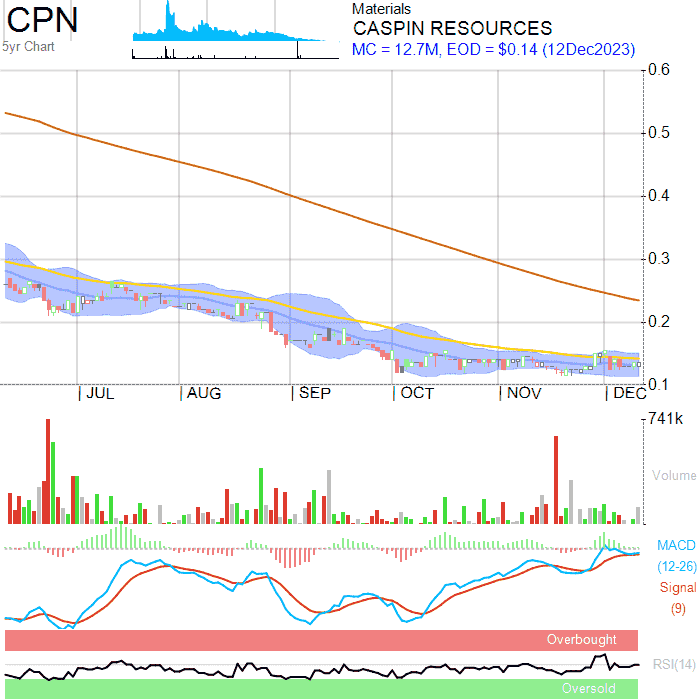 CPN
5yr Chart
Materials
CASPIN RESOURCES
MC = 12.7M, EOD = $0.14 (12Dec2023)
0.6
0.5
0.4
0.3
0.2
0.1
JUL AUG SEP OCT NOV DEC
741k
Volume
MACD
(12-26)
Signal
(9)
Overbought
RSI(14)
Oversold